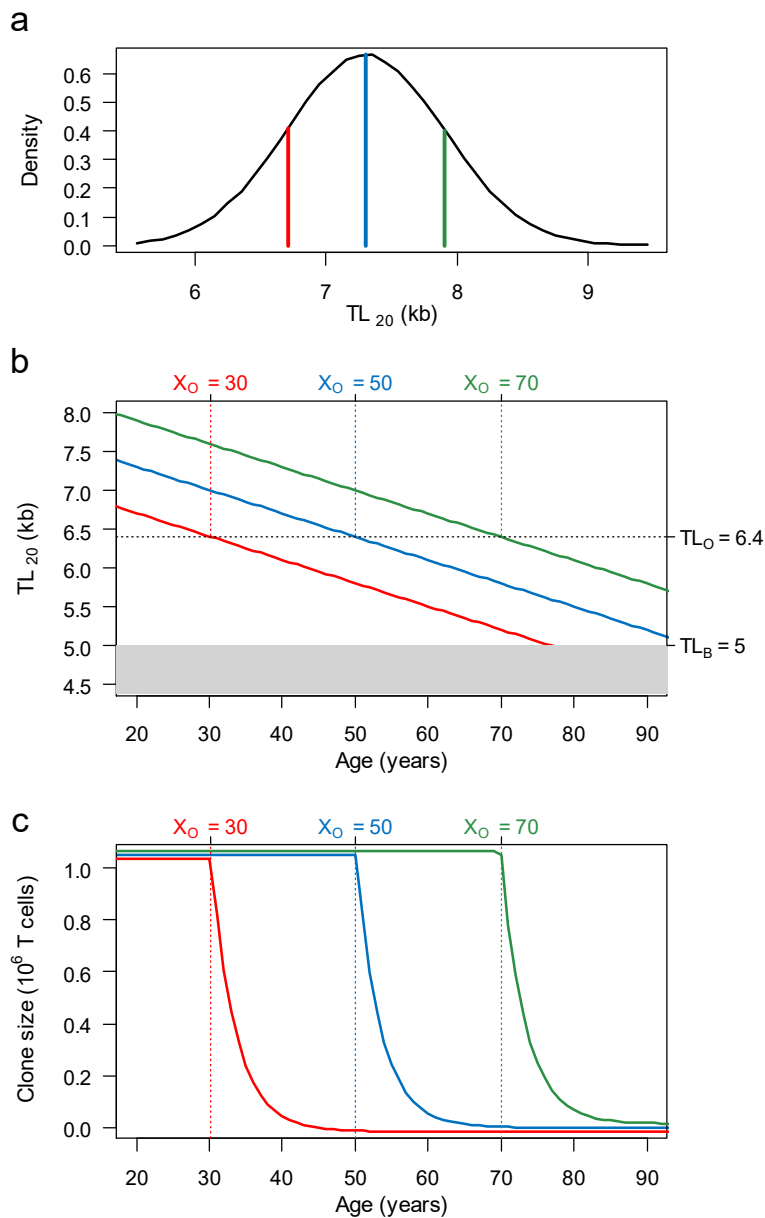 a
Density
0.6
0.5
0.4
0.3
0.2
0.1
0.0
6 7 8 9
TL 20 (kb)
b
XO = 30 XO = 50 XO = 70
TL20 (kb)
8.0
7.5
7.0
6.5
6.0
5.5
5.0
4.5
TLO = 6.4
TLB = 5
20 30 40 50 60 70 80 90
Age (years)
c
XO = 30 XO = 50 XO = 70
Clone size (10^6 T cells)
1.0
0.8
0.6
0.4
0.2
0.0
20 30 40 50 60 70 80 90
Age (years)